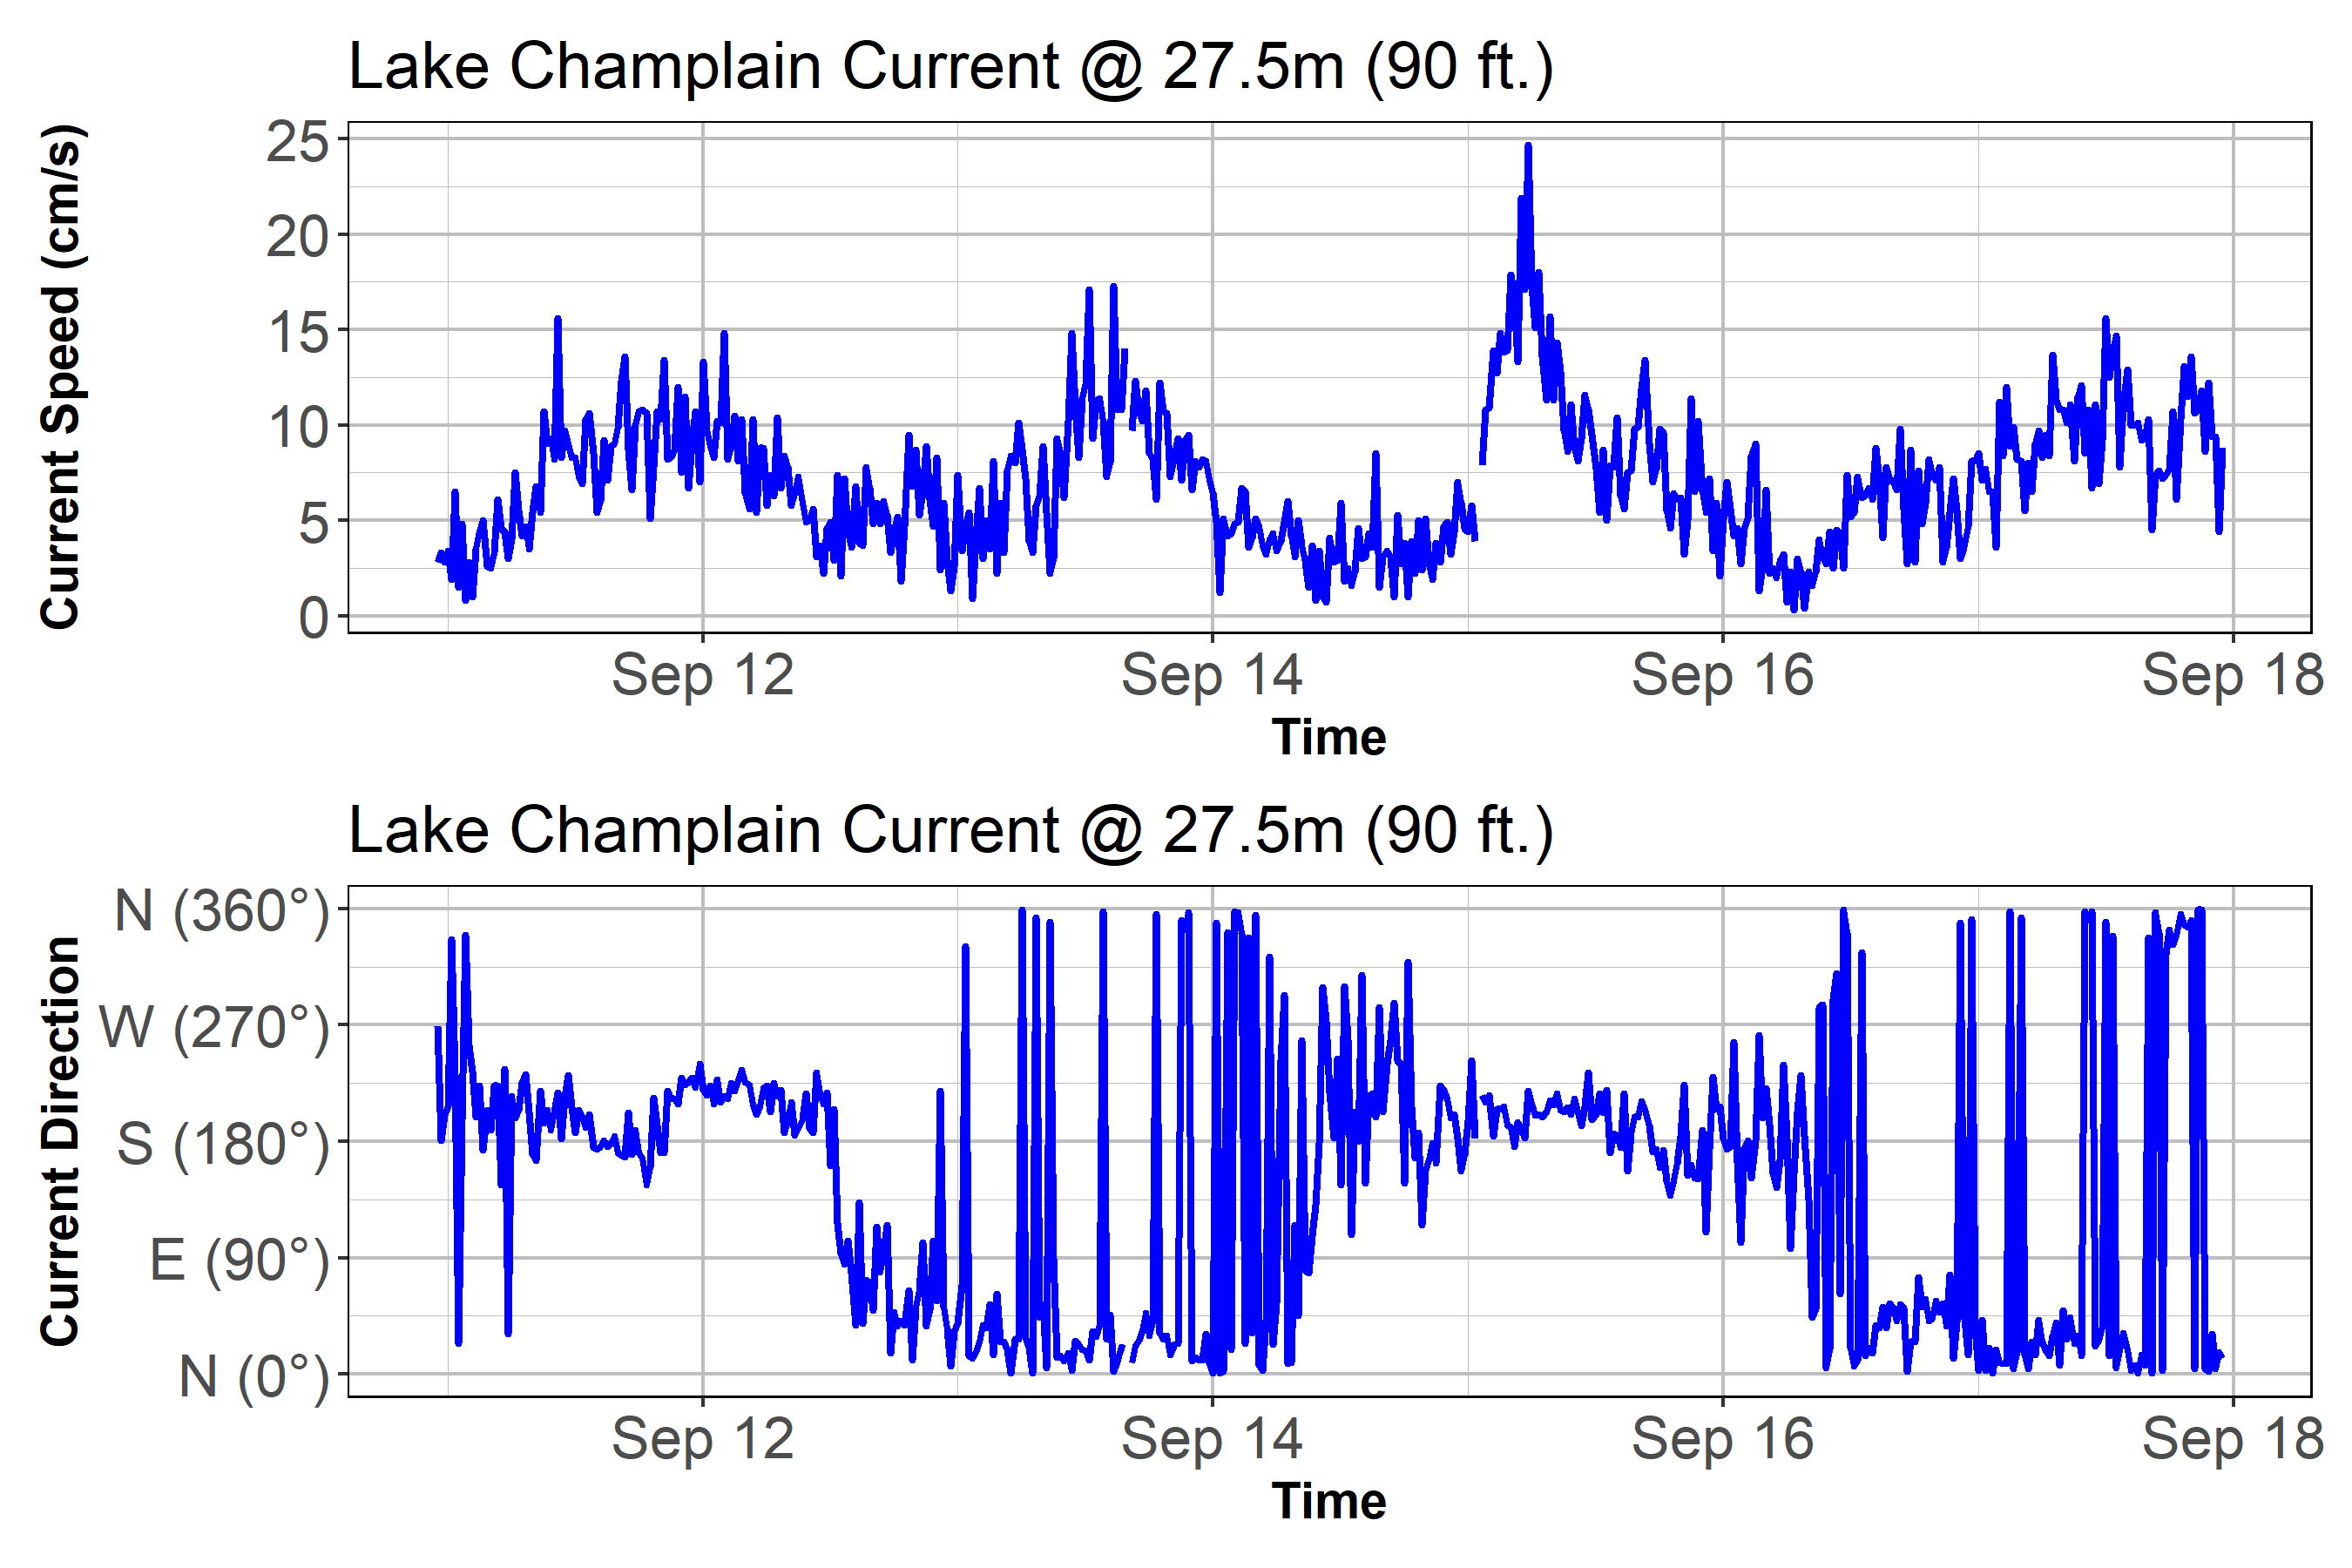 Lake Champlain Current @ 27.5m (90 ft.)
Current Speed (cm/s)
25
20
15
10
5
0
Sep 12 Sep 14 Sep 16 Sep 18
Time
Lake Champlain Current @ 27.5m (90 ft.)
Current Direction
N (360°)
W (270°)
S (180°)
E (90°)
N (0°)
Sep 12 Sep 14 Sep 16 Sep 18
Time